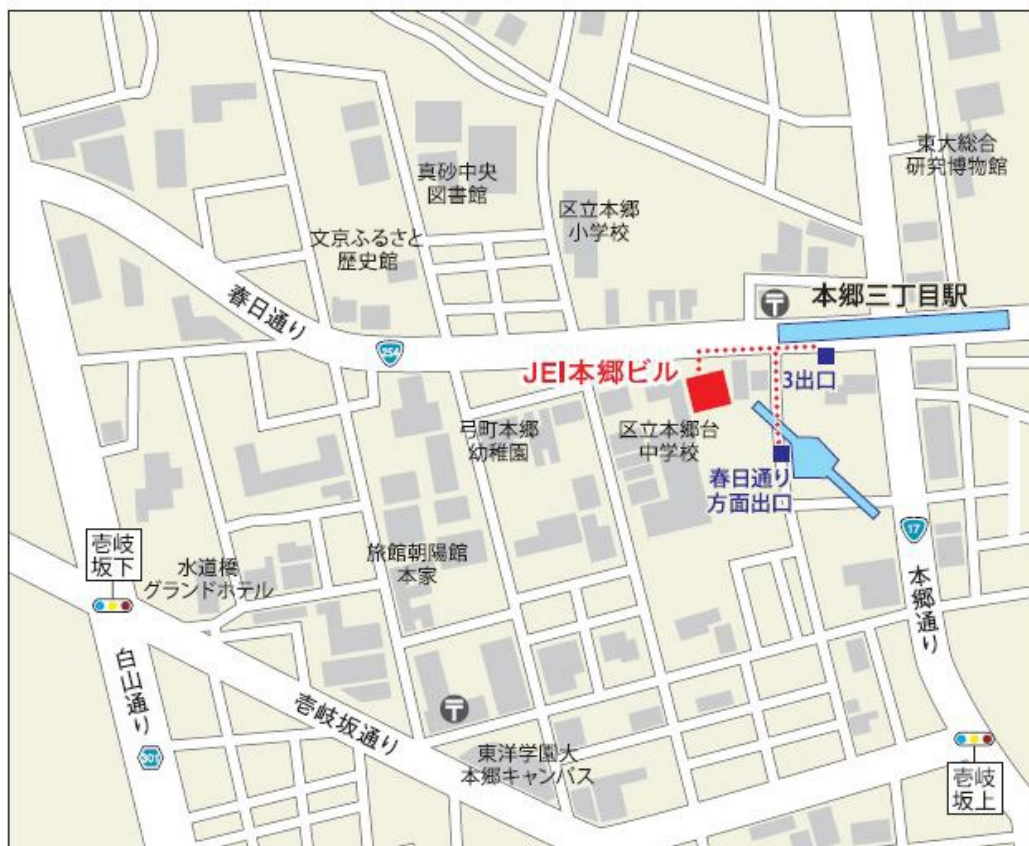 東大総合
研究博物館
真砂中央
図書館
区立本郷
小学校
文京ふるさと
歴史館
本郷三丁目駅
〒
春日通り
254
JEI本郷ビル
3出口
弓町本郷
幼稚園
区立本郷台
中学校
春日通り
方面出口
17
壱岐
坂下
水道橋
グランドホテル
旅館朝陽館
本家
本郷通り
白山通り
301
壱岐坂通り
〒
東洋学園大
本郷キャンパス
壱岐
坂上